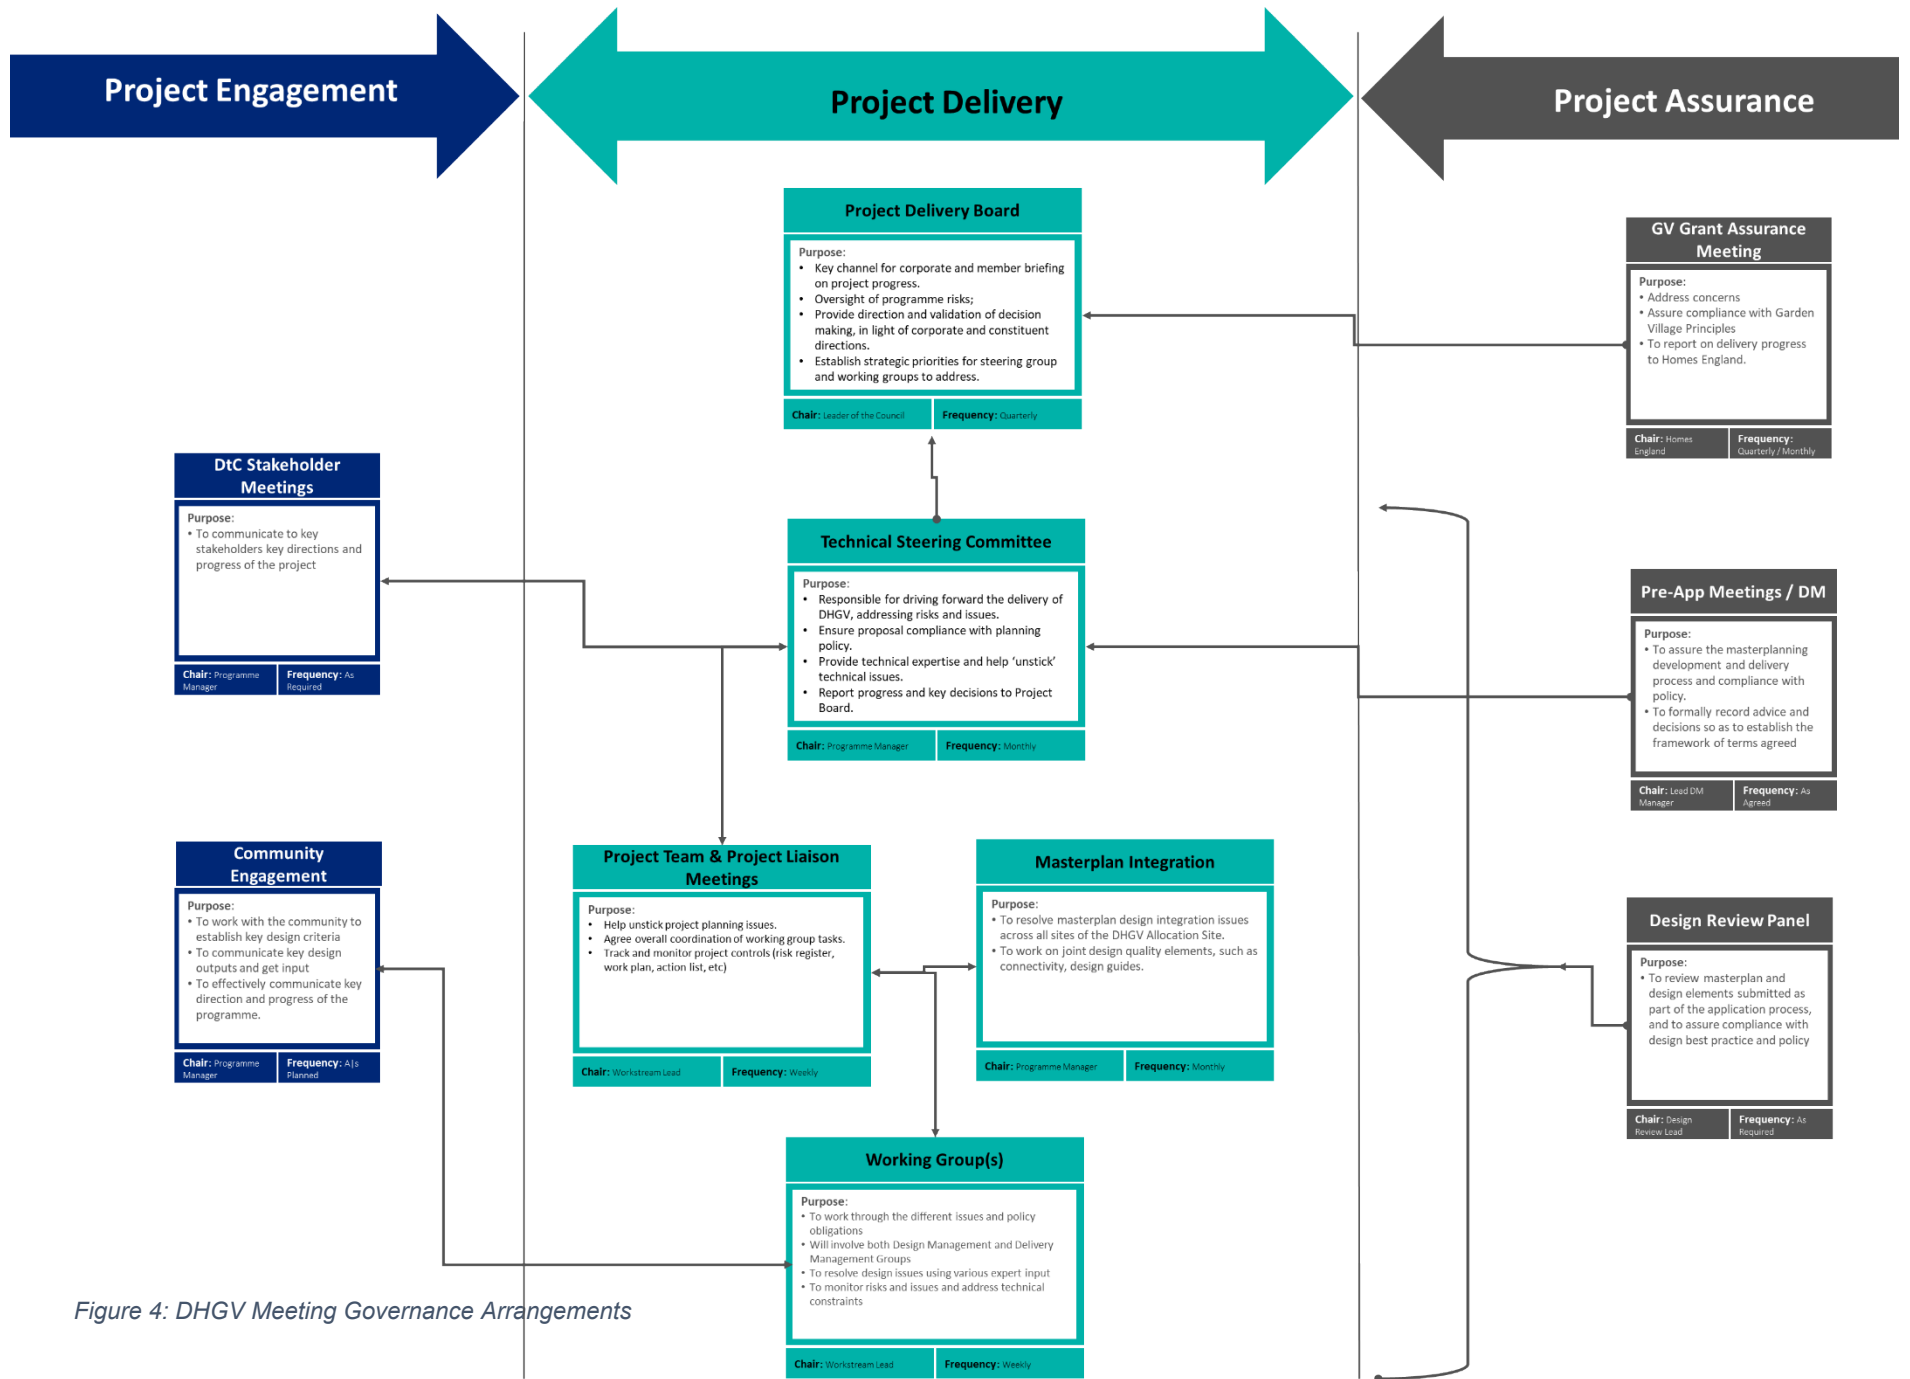 Project Engagement
Project Delivery
Project Assurance
Project Delivery Board
Purpose:
• Key channel for corporate and member briefing
on project progress.
• Oversight of programme risks;
• Provide direction and validation of decision
making, in light of corporate and constituent
directions.
• Establish strategic priorities for steering group
and working groups to address.
Chair: Leader of the Council
Frequency: Quarterly
GV Grant Assurance
Meeting
Purpose:
• Address concerns
• Assure compliance with Garden
Village Principles
• To report on delivery progress
to Homes England.
Chair: Homes
England
Frequency:
Quarterly / Monthly
DtC Stakeholder
Meetings
Purpose:
• To communicate to key
stakeholders key directions and
progress of the project
Chair: Programme
Manager
Frequency: As
Required
Technical Steering Committee
Purpose:
• Responsible for driving forward the delivery of
DHGV, addressing risks and issues.
• Ensure proposal compliance with planning
policy.
• Provide technical expertise and help ‘unstick’
technical issues.
• Report progress and key decisions to Project
Board.
Chair: Programme Manager
Frequency: Monthly
Pre-App Meetings / DM
Purpose:
• To assure the masterplanning
development and delivery
process and compliance with
policy.
• To formally record advice and
decisions so as to establish the
framework of terms agreed
Chair: Lead DM
Manager
Frequency: As
Agreed
Community
Engagement
Purpose:
• To work with the community to
establish key design criteria
• To communicate key design
outputs and get input
• To effectively communicate key
direction and progress of the
programme.
Chair: Programme
Manager
Frequency: A|s
Planned
Project Team & Project Liaison
Meetings
Purpose:
• Help unstick project planning issues.
• Agree overall coordination of working group tasks.
• Track and monitor project controls (risk register,
work plan, action list, etc)
Chair: Workstream Lead
Frequency: Weekly
Masterplan Integration
Purpose:
• To resolve masterplan design integration issues
across all sites of the DHGV Allocation Site.
• To work on joint design quality elements, such as
connectivity, design guides.
Chair: Programme Manager
Frequency: Monthly
Design Review Panel
Purpose:
• To review masterplan and
design elements submitted as
part of the application process,
and to assure compliance with
design best practice and policy
Chair: Design
Review Lead
Frequency: As
Required
Working Group(s)
Purpose:
• To work through the different issues and policy
obligations
• Will involve both Design Management and Delivery
Management Groups
• To resolve design issues using various expert input
• To monitor risks and issues and address technical
constraints
Chair: Workstream Lead
Frequency: Weekly
Figure 4: DHGV Meeting Governance Arrangements